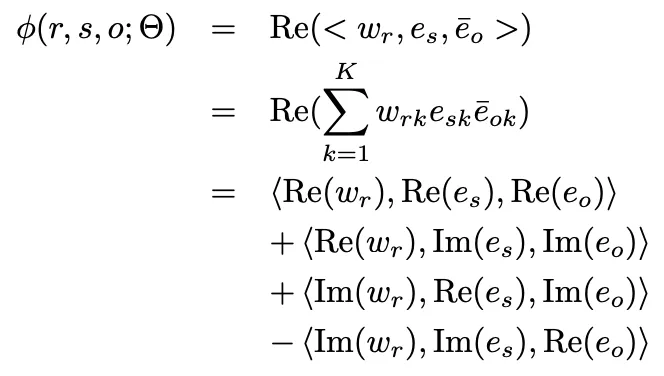 ϕ(r, s, o; Θ) = Re(< w_r, e_s, ē_o >)
= Re(∑_{k=1}^{K} w_{rk} e_{sk} ē_{ok})
= ⟨Re(w_r), Re(e_s), Re(e_o)⟩
+ ⟨Re(w_r), Im(e_s), Im(e_o)⟩
+ ⟨Im(w_r), Re(e_s), Im(e_o)⟩
− ⟨Im(w_r), Im(e_s), Re(e_o)⟩